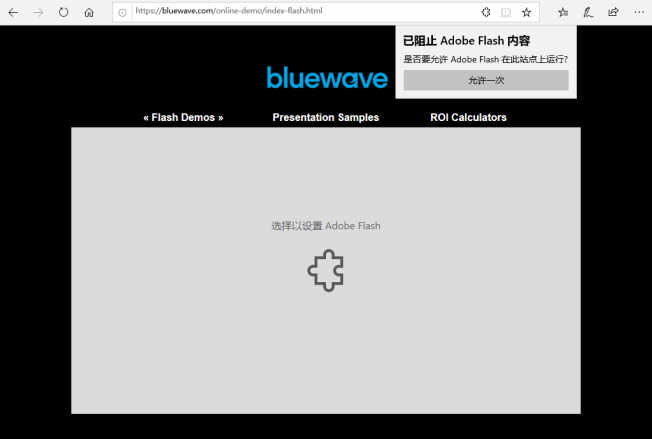 https://bluewave.com/online-demo/index-flash.html
已阻止 Adobe Flash 内容
是否要允许 Adobe Flash 在此站点上运行?
允许一次
bluewave
« Flash Demos »
Presentation Samples
ROI Calculators
选择以设置 Adobe Flash